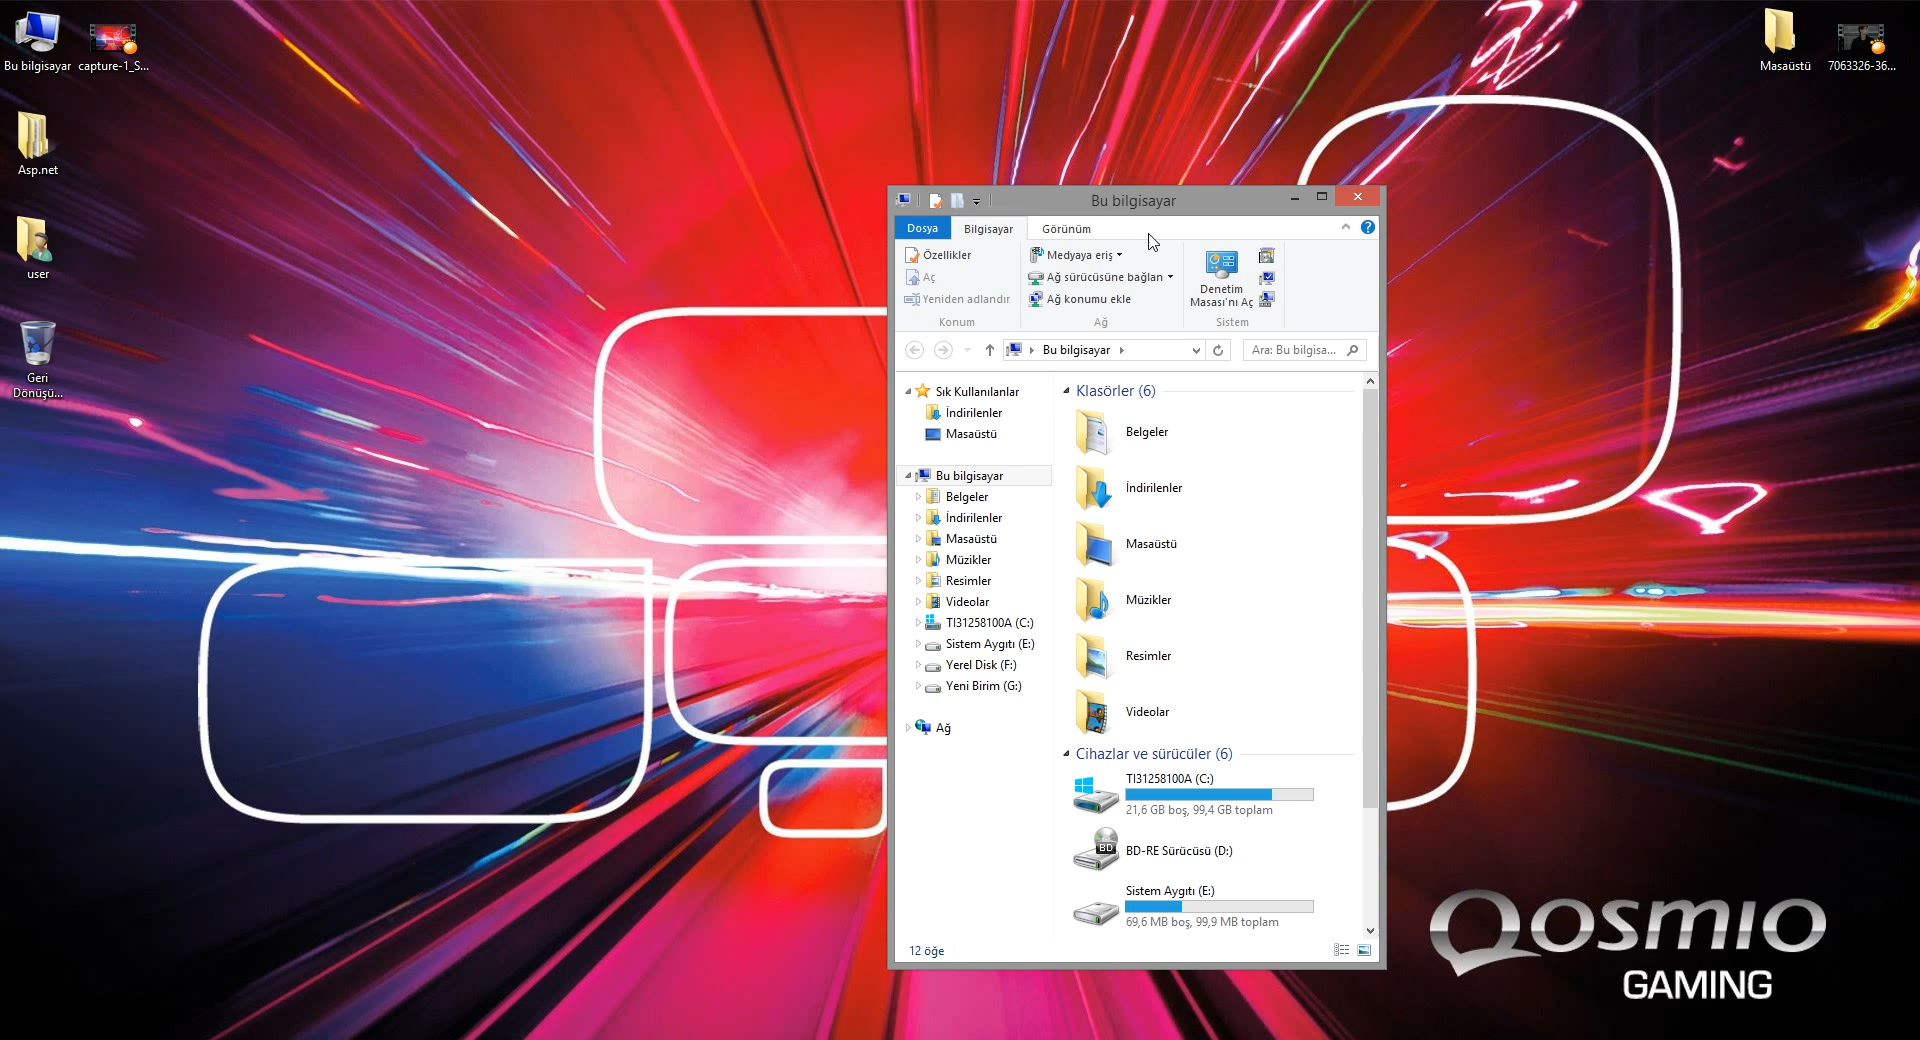 Bu bilgisayar
capture-1_S...
Asp.net
user
Geri
Dönüşü...
Masaüstü
7063326-36...
Bu bilgisayar
Dosya
Bilgisayar
Görünüm
Özellikler
Aç
Yeniden adlandır
Konum
Medyaya eriş
Ağ sürücüsüne bağlan
Ağ konumu ekle
Ağ
Denetim
Masası'nı Aç
Sistem
Bu bilgisayar
Ara: Bu bilgisa...
Sık Kullanılanlar
İndirilenler
Masaüstü
Bu bilgisayar
Belgeler
İndirilenler
Masaüstü
Müzikler
Resimler
Videolar
TI31258100A (C:)
Sistem Aygıtı (E:)
Yerel Disk (F:)
Yeni Birim (G:)
Ağ
Klasörler (6)
Belgeler
İndirilenler
Masaüstü
Müzikler
Resimler
Videolar
Cihazlar ve sürücüler (6)
TI31258100A (C:)
21,6 GB boş, 99,4 GB toplam
BD
BD-RE Sürücüsü (D:)
Sistem Aygıtı (E:)
69,6 MB boş, 99,9 MB toplam
12 öğe
QOSMIO
GAMING